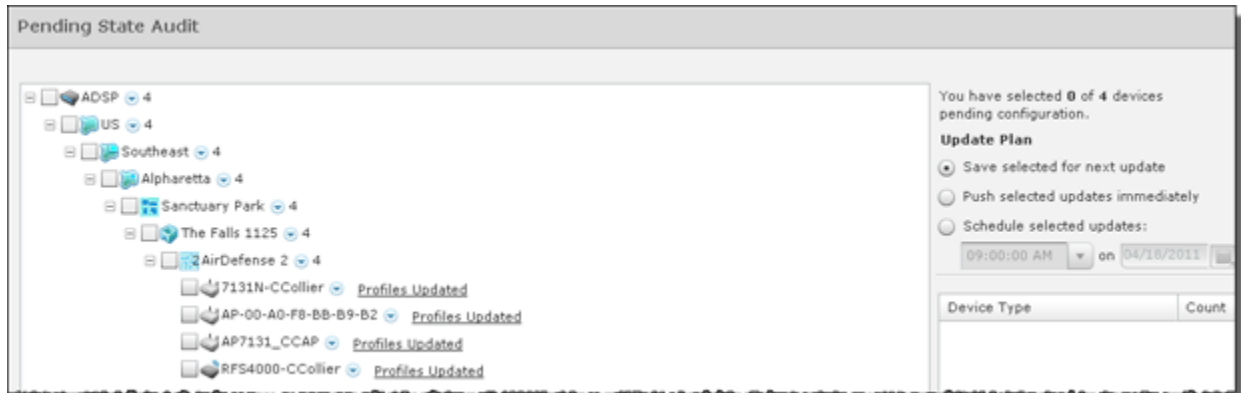 Pending State Audit
ADSP 4
US 4
Southeast 4
Alpharetta 4
Sanctuary Park 4
The Falls 1125 4
2 AirDefense 2 4
7131N-CCollier Profiles Updated
AP-00-A0-F8-BB-B9-B2 Profiles Updated
AP7131_CCAP Profiles Updated
RFS4000-CCollier Profiles Updated
You have selected 0 of 4 devices
pending configuration.
Update Plan
Save selected for next update
Push selected updates immediately
Schedule selected updates:
09:00:00 AM on 04/18/2011
Device Type Count